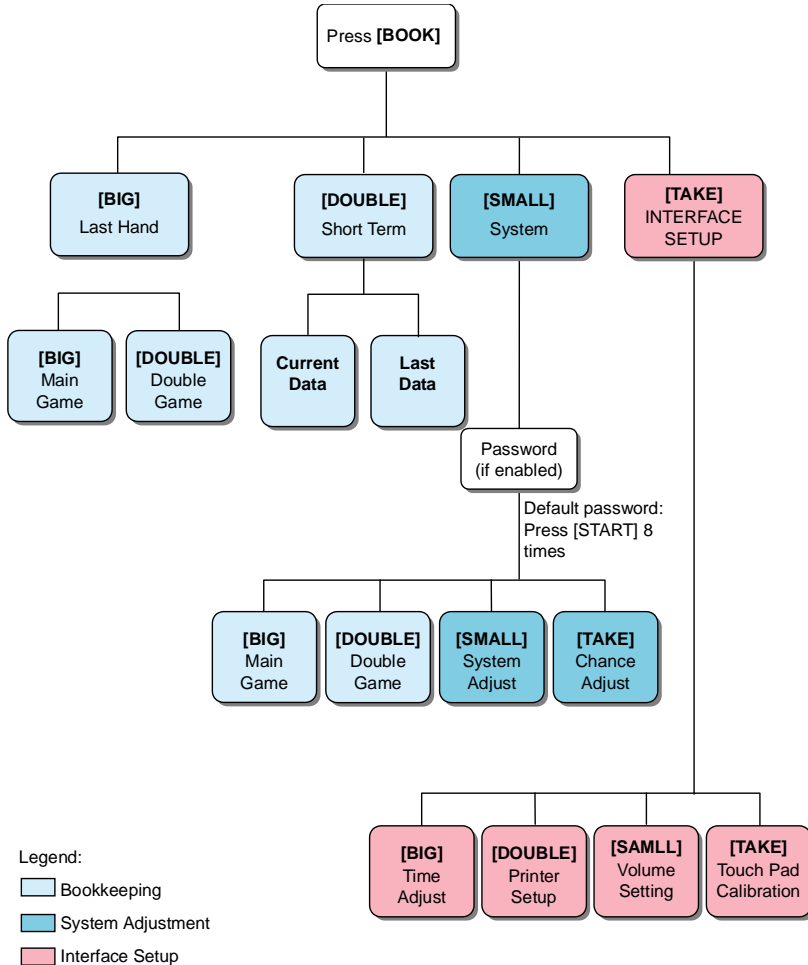 Press [BOOK]
[BIG]
Last Hand
[DOUBLE]
Short Term
[SMALL]
System
[TAKE]
INTERFACE
SETUP
[BIG]
Main
Game
[DOUBLE]
Double
Game
Current
Data
Last
Data
Password
(if enabled)
Default password:
Press [START] 8
times
[BIG]
Main
Game
[DOUBLE]
Double
Game
[SMALL]
System
Adjust
[TAKE]
Chance
Adjust
[BIG]
Time
Adjust
[DOUBLE]
Printer
Setup
[SAMLL]
Volume
Setting
[TAKE]
Touch Pad
Calibration
Legend:
Bookkeeping
System Adjustment
Interface Setup